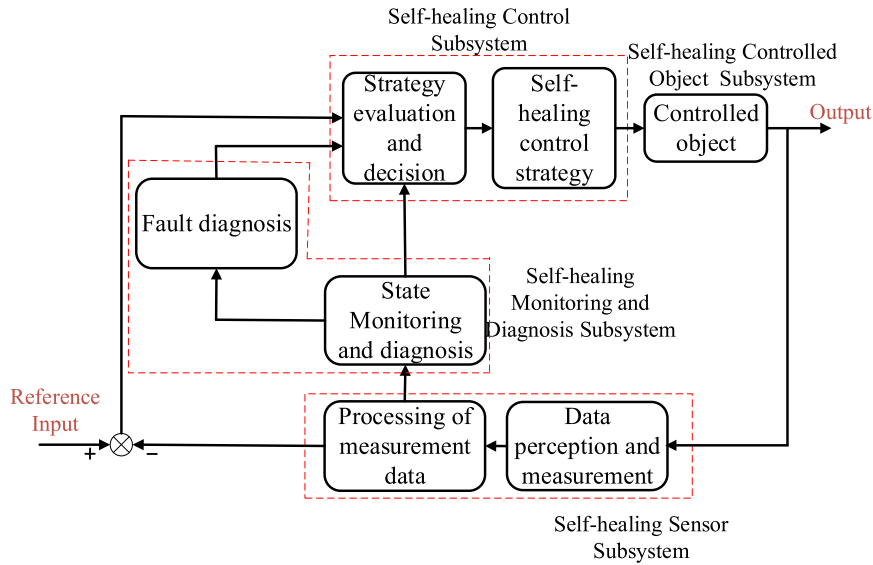 Self-healing Control
Subsystem
Self-healing Controlled
Object Subsystem
Strategy
evaluation
and
decision
Self-
healing
control
strategy
Controlled
object
Output
Fault diagnosis
State
Monitoring
and diagnosis
Self-healing
Monitoring and
Diagnosis Subsystem
Reference
Input
+
−
Processing of
measurement
data
Data
perception and
measurement
Self-healing Sensor
Subsystem